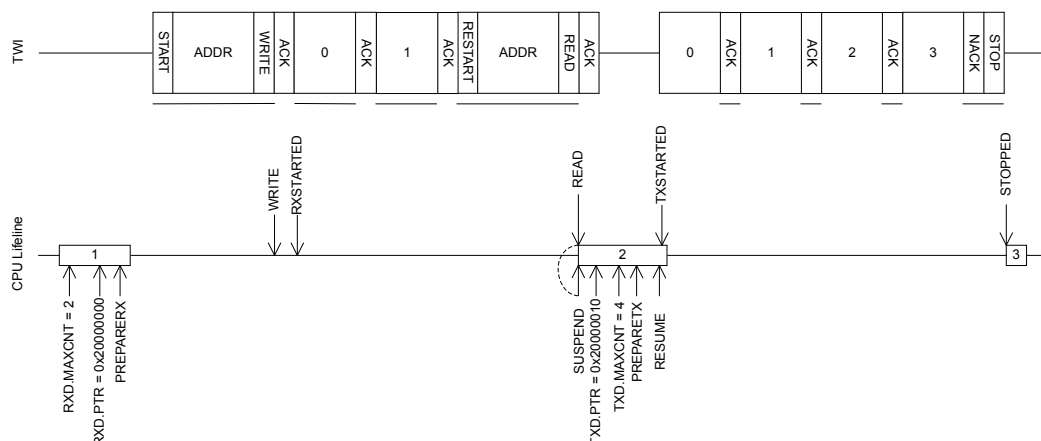 TWI
START
ADDR
WRITE
ACK
0
ACK
1
ACK
RESTART
ADDR
READ
ACK
0
ACK
1
ACK
2
ACK
3
NACK
STOP
WRITE
RXSTARTED
READ
TXSTARTED
STOPPED
CPU Lifeline
1
2
3
RXD.MAXCNT = 2
RXD.PTR = 0x20000000
PREPARERX
SUSPEND
TXD.PTR = 0x20000010
TXD.MAXCNT = 4
PREPARETX
RESUME